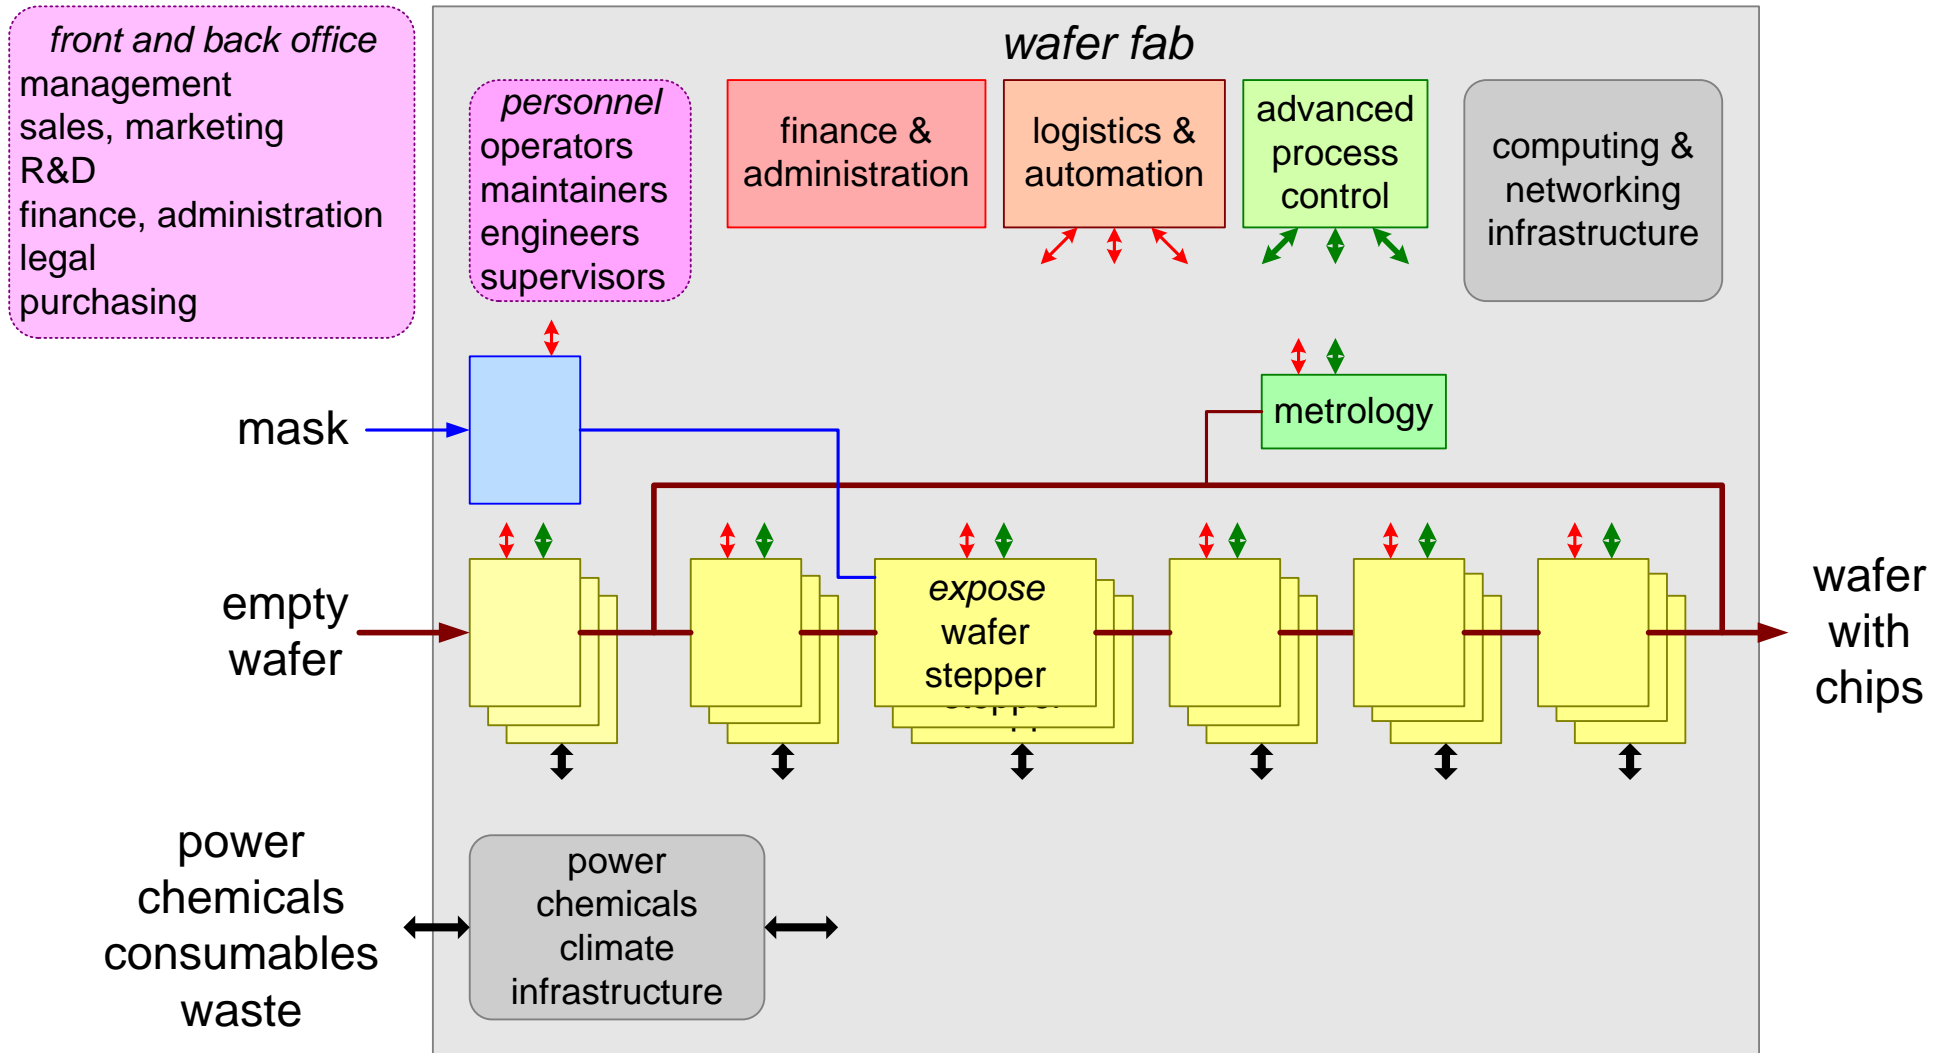 front and back office
management
sales, marketing
R&D
finance, administration
legal
purchasing
wafer fab
personnel
operators
maintainers
engineers
supervisors
finance &
administration
logistics &
automation
advanced
process
control
computing &
networking
infrastructure
mask
metrology
empty
wafer
expose
wafer
stepper
wafer
with
chips
power
chemicals
consumables
waste
power
chemicals
climate
infrastructure